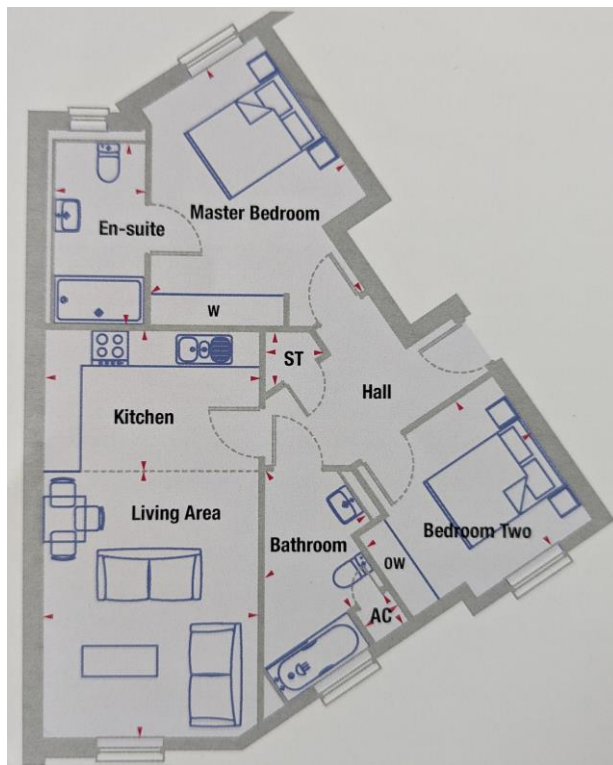 Master Bedroom
En-suite
W
ST
Kitchen
Hall
Living Area
Bathroom
OW
Bedroom Two
AC